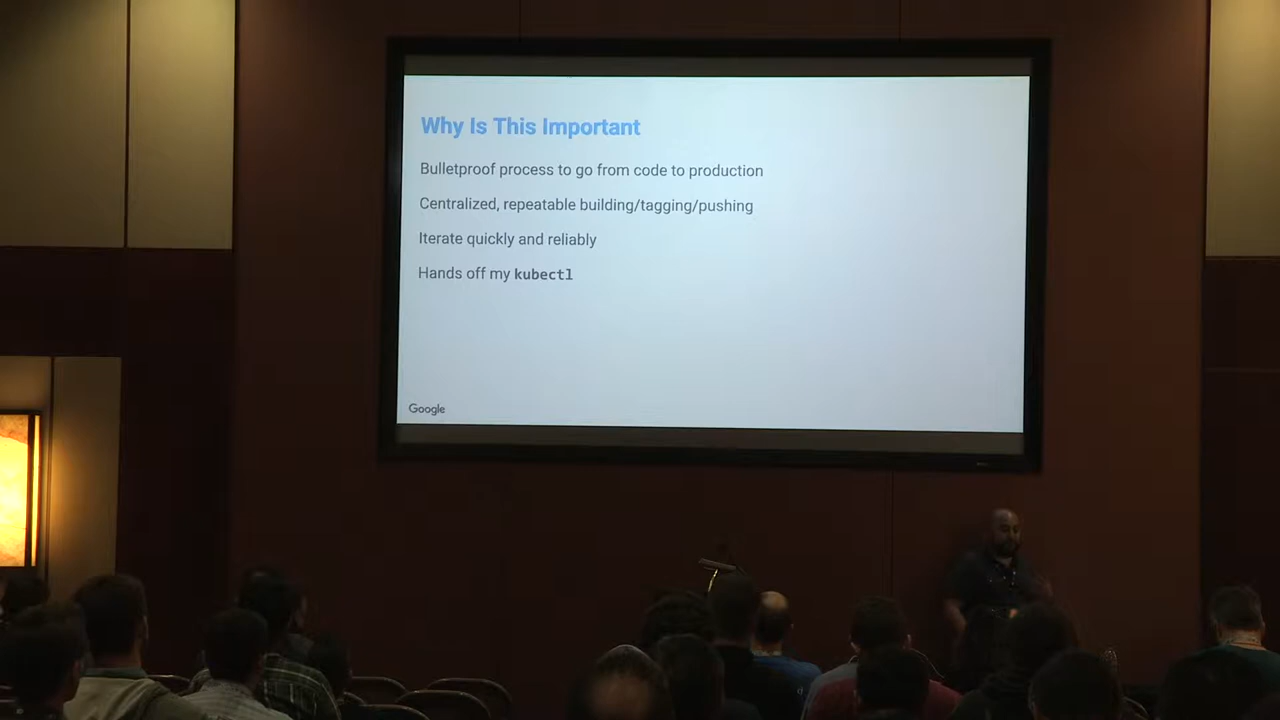 Why Is This Important
Bulletproof process to go from code to production
Centralized, repeatable building/tagging/pushing
Iterate quickly and reliably
Hands off my kubectl
Google